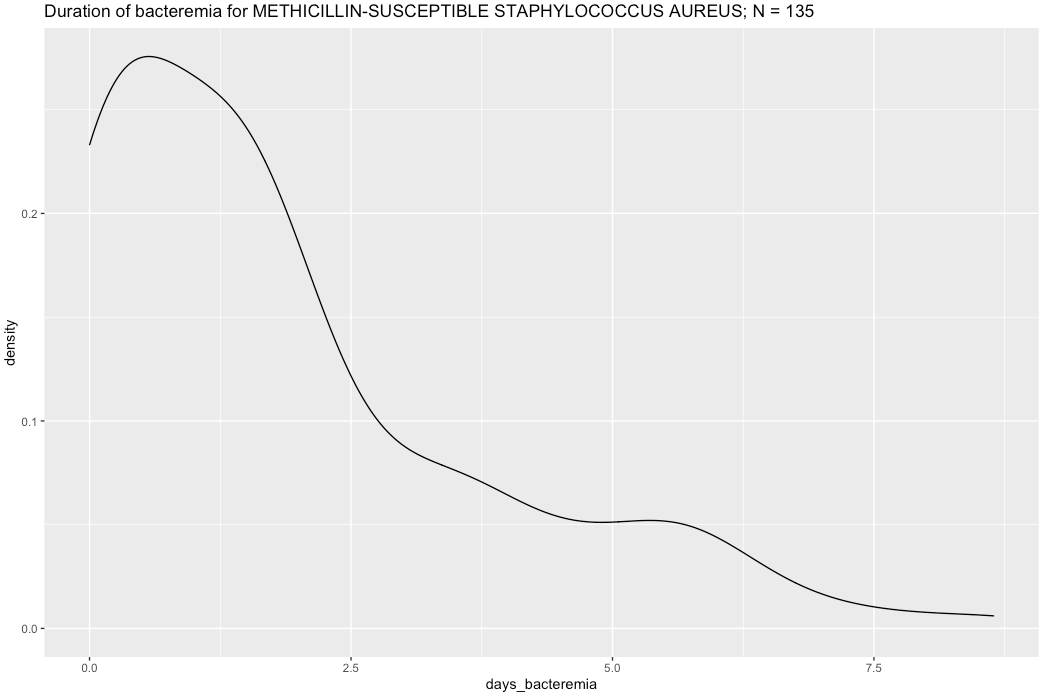 Duration of bacteremia for METHICILLIN-SUSCEPTIBLE STAPHYLOCOCCUS AUREUS; N = 135
density
0.2
0.1
0.0
0.0 2.5 5.0 7.5
days_bacteremia